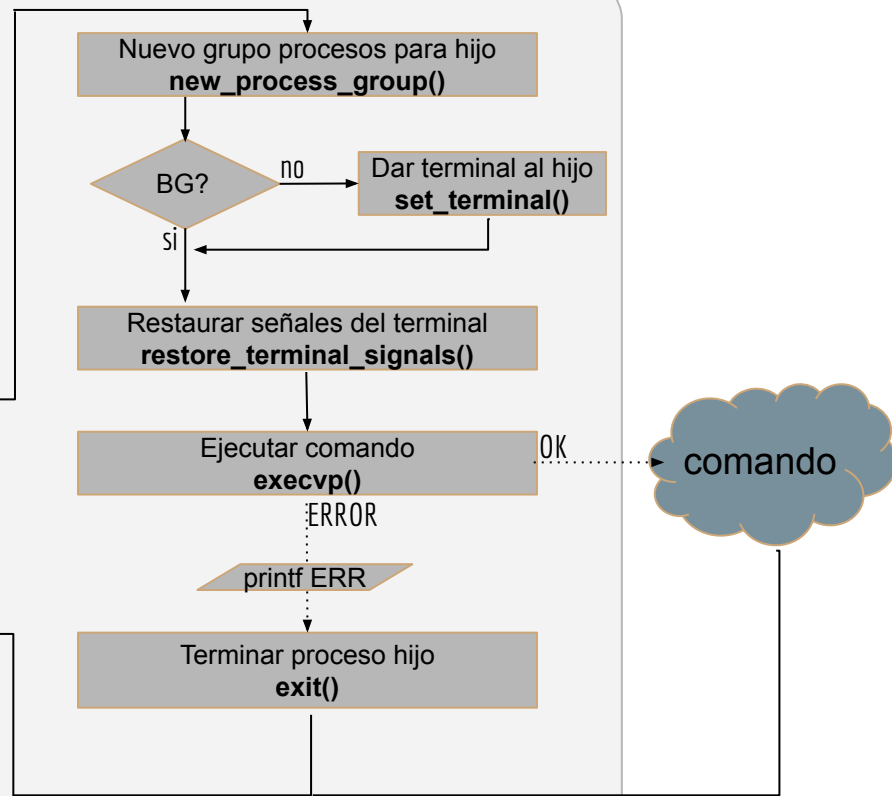 Nuevo grupo procesos para hijo
new_process_group()
BG?
no
Dar terminal al hijo
set_terminal()
si
Restaurar señales del terminal
restore_terminal_signals()
Ejecutar comando
execvp()
OK
comando
ERROR
printf ERR
Terminar proceso hijo
exit()